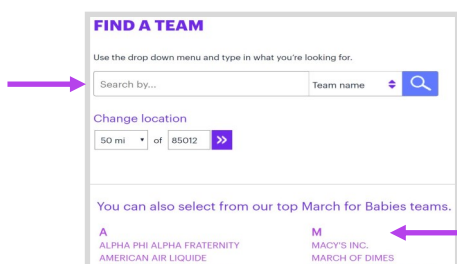 FIND A TEAM
Use the drop down menu and type in what you're looking for.
Search by...
Team name
Change location
50 mi of 85012 »
You can also select from our top March for Babies teams.
A
ALPHA PHI ALPHA FRATERNITY
AMERICAN AIR LIQUIDE
M
MACY'S INC.
MARCH OF DIMES